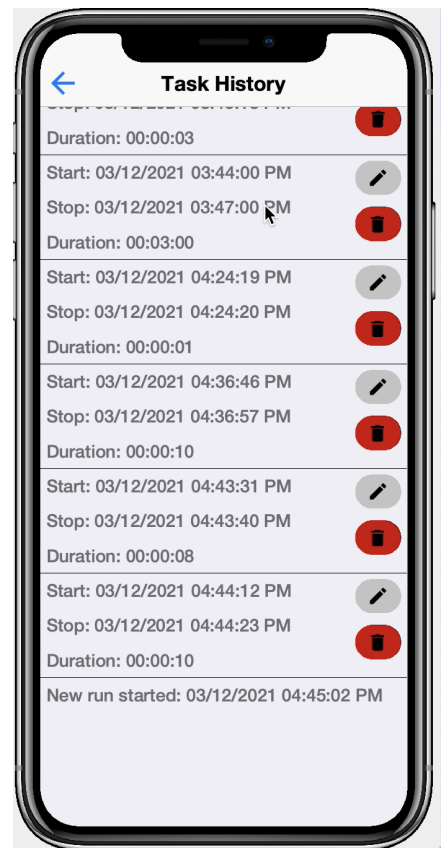 Task History
Duration: 00:00:03
Start: 03/12/2021 03:44:00 PM
Stop: 03/12/2021 03:47:00 PM
Duration: 00:03:00
Start: 03/12/2021 04:24:19 PM
Stop: 03/12/2021 04:24:20 PM
Duration: 00:00:01
Start: 03/12/2021 04:36:46 PM
Stop: 03/12/2021 04:36:57 PM
Duration: 00:00:10
Start: 03/12/2021 04:43:31 PM
Stop: 03/12/2021 04:43:40 PM
Duration: 00:00:08
Start: 03/12/2021 04:44:12 PM
Stop: 03/12/2021 04:44:23 PM
Duration: 00:00:10
New run started: 03/12/2021 04:45:02 PM